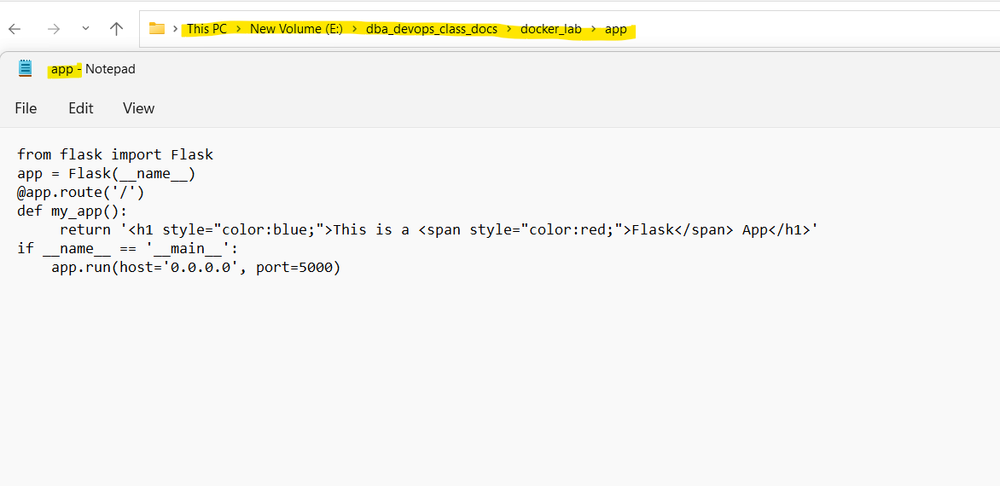 This PC > New Volume (E:) > dba_devops_class_docs > docker_lab > app
app - Notepad
File Edit View
from flask import Flask
app = Flask(__name__)
@app.route('/')
def my_app():
     return '<h1 style="color:blue;">This is a <span style="color:red;">Flask</span> App</h1>'
if __name__ == '__main__':
    app.run(host='0.0.0.0', port=5000)